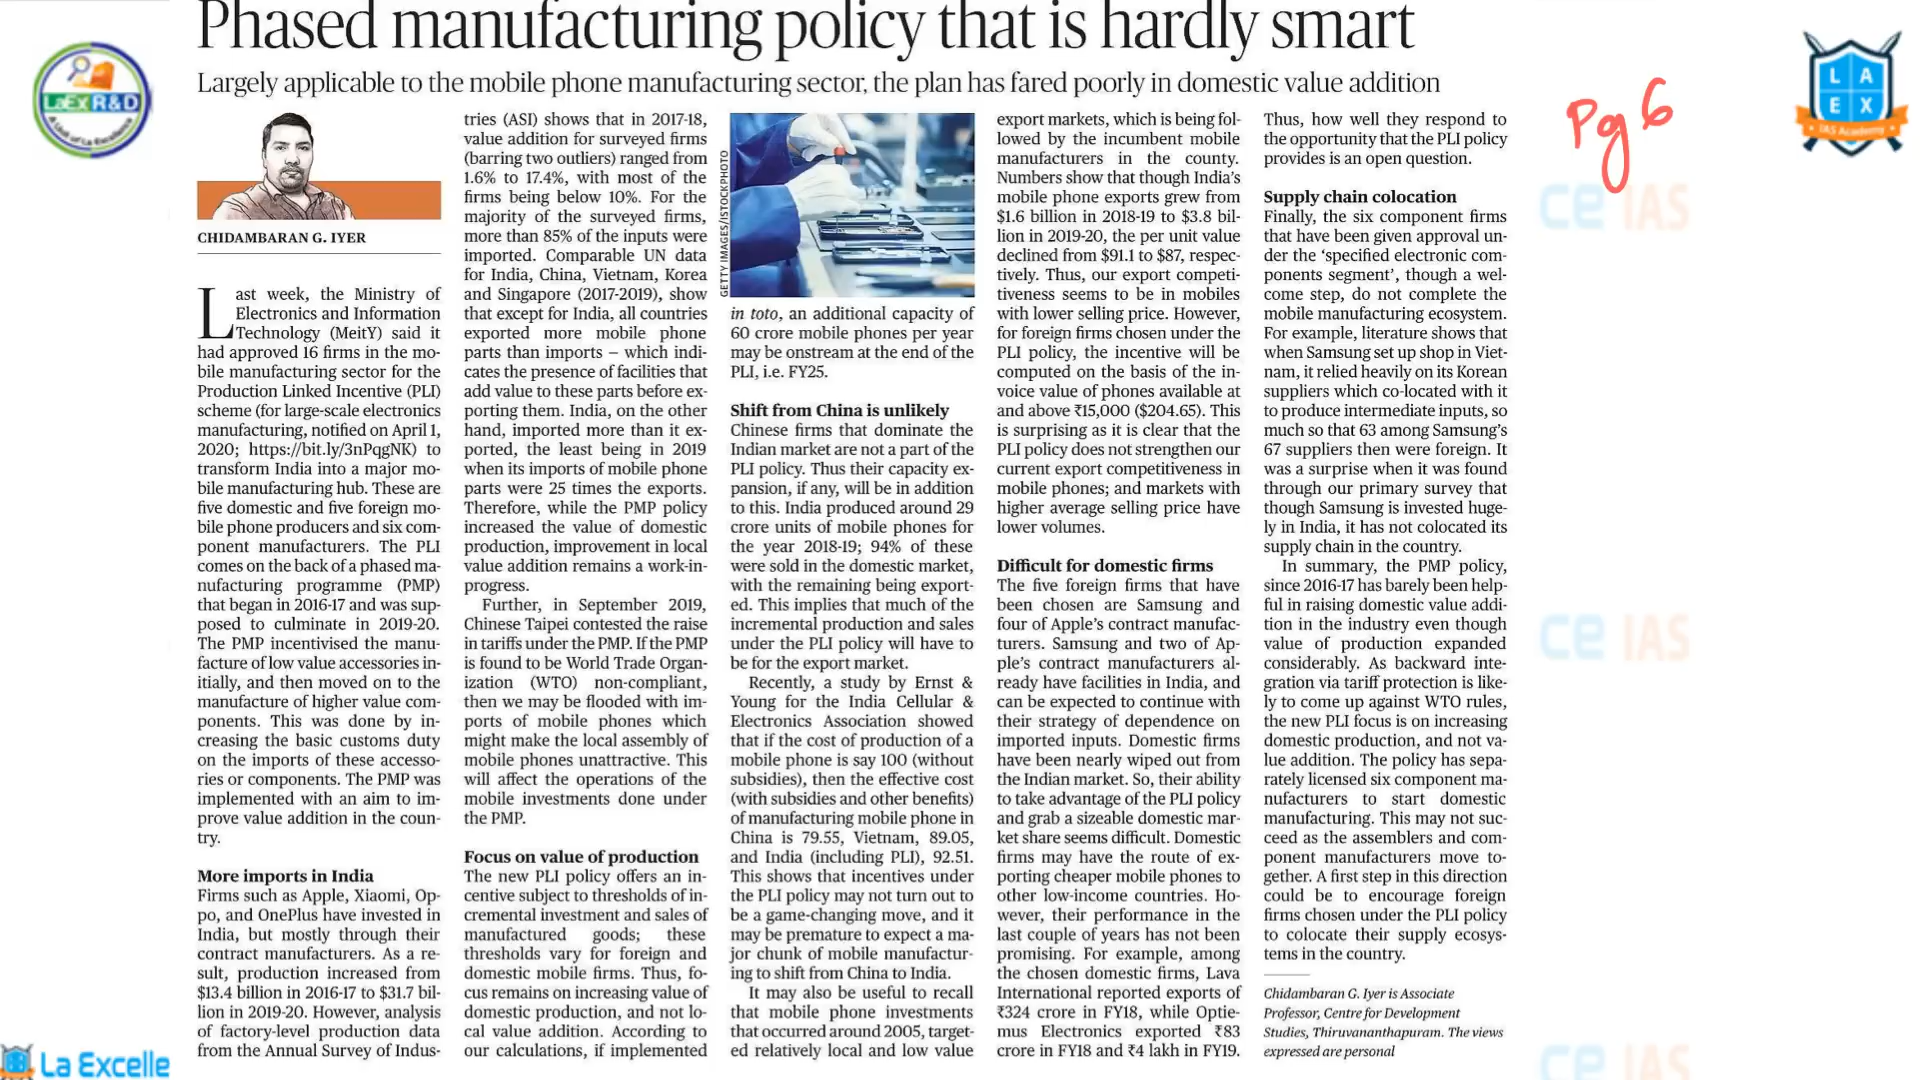 Phased manufacturing policy that is hardly smart
Largely applicable to the mobile phone manufacturing sector, the plan has fared poorly in domestic value addition
LaEx R&D
A Unit of La Excellence
Pg 6
L A
E X
IAS Academy
CHIDAMBARAN G. IYER
Last week, the Ministry of
Electronics and Information
Technology (MeitY) said it
had approved 16 firms in the mo-
bile manufacturing sector for the
Production Linked Incentive (PLI)
scheme (for large-scale electronics
manufacturing, notified on April 1,
2020; https://bit.ly/3nPqgNK) to
transform India into a major mo-
bile manufacturing hub. These are
five domestic and five foreign mo-
bile phone producers and six com-
ponent manufacturers. The PLI
comes on the back of a phased ma-
nufacturing programme (PMP)
that began in 2016-17 and was sup-
posed to culminate in 2019-20.
The PMP incentivised the manu-
facture of low value accessories in-
itially, and then moved on to the
manufacture of higher value com-
ponents. This was done by in-
creasing the basic customs duty
on the imports of these accesso-
ries or components. The PMP was
implemented with an aim to im-
prove value addition in the coun-
try.
More imports in India
Firms such as Apple, Xiaomi, Op-
po, and OnePlus have invested in
India, but mostly through their
contract manufacturers. As a re-
sult, production increased from
$13.4 billion in 2016-17 to $31.7 bil-
lion in 2019-20. However, analysis
of factory-level production data
from the Annual Survey of Indus-
tries (ASI) shows that in 2017-18,
value addition for surveyed firms
(barring two outliers) ranged from
1.6% to 17.4%, with most of the
firms being below 10%. For the
majority of the surveyed firms,
more than 85% of the inputs were
imported. Comparable UN data
for India, China, Vietnam, Korea
and Singapore (2017-2019), show
that except for India, all countries
exported more mobile phone
parts than imports – which indi-
cates the presence of facilities that
add value to these parts before ex-
porting them. India, on the other
hand, imported more than it ex-
ported, the least being in 2019
when its imports of mobile phone
parts were 25 times the exports.
Therefore, while the PMP policy
increased the value of domestic
production, improvement in local
value addition remains a work-in-
progress.
Further, in September 2019,
Chinese Taipei contested the raise
in tariffs under the PMP. If the PMP
is found to be World Trade Organ-
ization (WTO) non-compliant,
then we may be flooded with im-
ports of mobile phones which
might make the local assembly of
mobile phones unattractive. This
will affect the operations of the
mobile investments done under
the PMP.
Focus on value of production
The new PLI policy offers an in-
centive subject to thresholds of in-
cremental investment and sales of
manufactured goods; these
thresholds vary for foreign and
domestic mobile firms. Thus, fo-
cus remains on increasing value of
domestic production, and not lo-
cal value addition. According to
our calculations, if implemented
GETTY IMAGES/ISTOCKPHOTO
in toto, an additional capacity of
60 crore mobile phones per year
may be onstream at the end of the
PLI, i.e. FY25.
Shift from China is unlikely
Chinese firms that dominate the
Indian market are not a part of the
PLI policy. Thus their capacity ex-
pansion, if any, will be in addition
to this. India produced around 29
crore units of mobile phones for
the year 2018-19; 94% of these
were sold in the domestic market,
with the remaining being export-
ed. This implies that much of the
incremental production and sales
under the PLI policy will have to
be for the export market.
Recently, a study by Ernst &
Young for the India Cellular &
Electronics Association showed
that if the cost of production of a
mobile phone is say 100 (without
subsidies), then the effective cost
(with subsidies and other benefits)
of manufacturing mobile phone in
China is 79.55, Vietnam, 89.05,
and India (including PLI), 92.51.
This shows that incentives under
the PLI policy may not turn out to
be a game-changing move, and it
may be premature to expect a ma-
jor chunk of mobile manufactur-
ing to shift from China to India.
It may also be useful to recall
that mobile phone investments
that occurred around 2005, target-
ed relatively local and low value
export markets, which is being fol-
lowed by the incumbent mobile
manufacturers in the county.
Numbers show that though India's
mobile phone exports grew from
$1.6 billion in 2018-19 to $3.8 bil-
lion in 2019-20, the per unit value
declined from $91.1 to $87, respec-
tively. Thus, our export competi-
tiveness seems to be in mobiles
with lower selling price. However,
for foreign firms chosen under the
PLI policy, the incentive will be
computed on the basis of the in-
voice value of phones available at
and above ₹15,000 ($204.65). This
is surprising as it is clear that the
PLI policy does not strengthen our
current export competitiveness in
mobile phones; and markets with
higher average selling price have
lower volumes.
Difficult for domestic firms
The five foreign firms that have
been chosen are Samsung and
four of Apple's contract manufac-
turers. Samsung and two of Ap-
ple's contract manufacturers al-
ready have facilities in India, and
can be expected to continue with
their strategy of dependence on
imported inputs. Domestic firms
have been nearly wiped out from
the Indian market. So, their ability
to take advantage of the PLI policy
and grab a sizeable domestic mar-
ket share seems difficult. Domestic
firms may have the route of ex-
porting cheaper mobile phones to
other low-income countries. Ho-
wever, their performance in the
last couple of years has not been
promising. For example, among
the chosen domestic firms, Lava
International reported exports of
₹324 crore in FY18, while Optie-
mus Electronics exported ₹83
crore in FY18 and ₹4 lakh in FY19.
Thus, how well they respond to
the opportunity that the PLI policy
provides is an open question.
Supply chain colocation
Finally, the six component firms
that have been given approval un-
der the 'specified electronic com-
ponents segment', though a wel-
come step, do not complete the
mobile manufacturing ecosystem.
For example, literature shows that
when Samsung set up shop in Viet-
nam, it relied heavily on its Korean
suppliers which co-located with it
to produce intermediate inputs, so
much so that 63 among Samsung's
67 suppliers then were foreign. It
was a surprise when it was found
through our primary survey that
though Samsung is invested huge-
ly in India, it has not colocated its
supply chain in the country.
In summary, the PMP policy,
since 2016-17 has barely been help-
ful in raising domestic value addi-
tion in the industry even though
value of production expanded
considerably. As backward inte-
gration via tariff protection is like-
ly to come up against WTO rules,
the new PLI focus is on increasing
domestic production, and not va-
lue addition. The policy has sepa-
rately licensed six component ma-
nufacturers to start domestic
manufacturing. This may not suc-
ceed as the assemblers and com-
ponent manufacturers move to-
gether. A first step in this direction
could be to encourage foreign
firms chosen under the PLI policy
to colocate their supply ecosys-
tems in the country.
Chidambaran G. Iyer is Associate
Professor, Centre for Development
Studies, Thiruvananthapuram. The views
expressed are personal
ce IAS
ce IAS
ce IAS
La Excelle